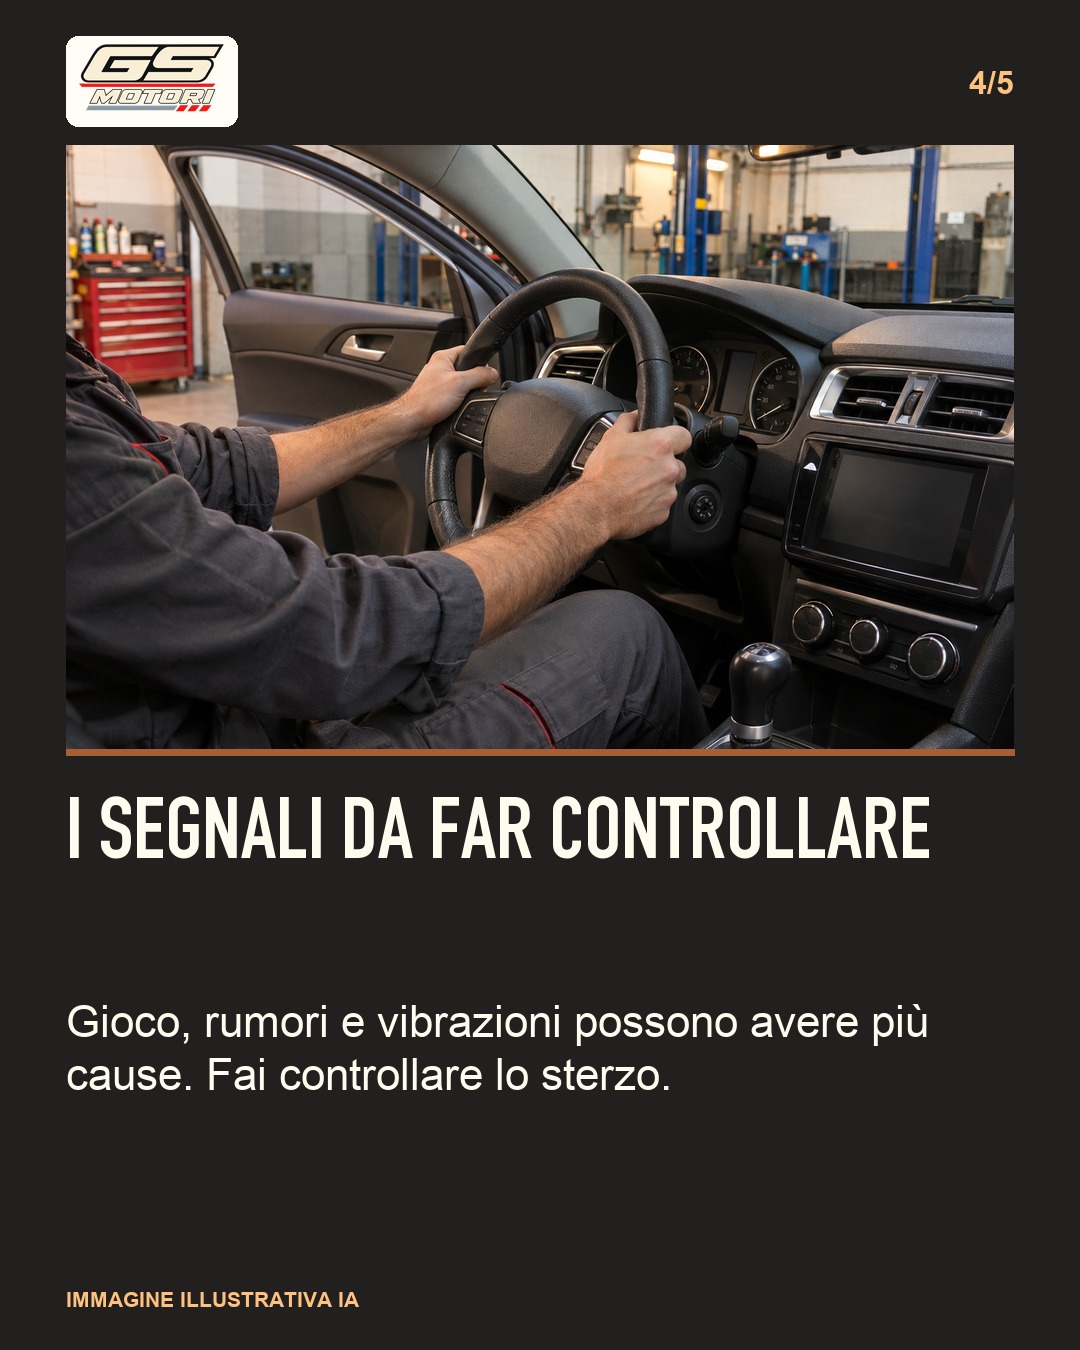 GS
MOTORI
4/5
I SEGNALI DA FAR CONTROLLARE
Gioco, rumori e vibrazioni possono avere più
cause. Fai controllare lo sterzo.
IMMAGINE ILLUSTRATIVA IA